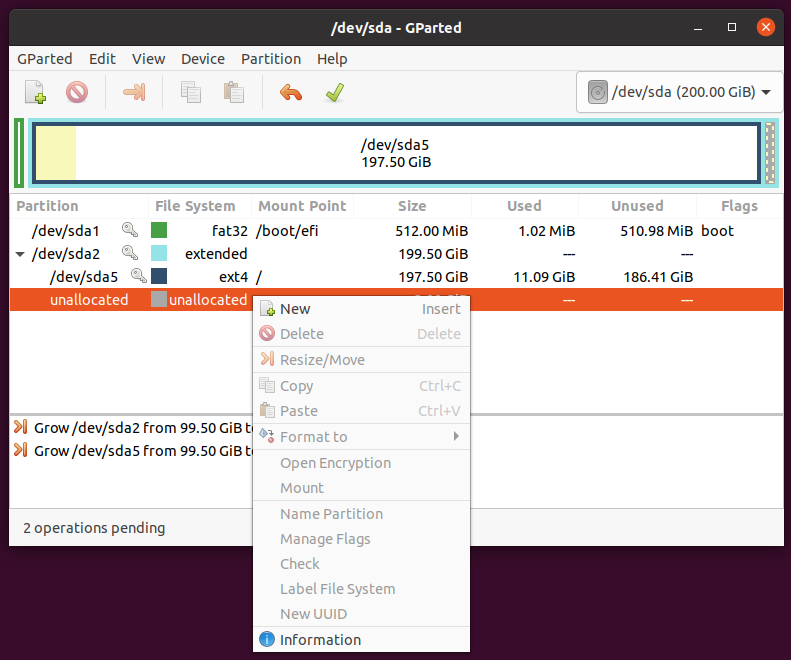 /dev/sda - GParted
GParted Edit View Device Partition Help
/dev/sda (200.00 GiB)
/dev/sda5
197.50 GiB
Partition File System Mount Point Size Used Unused Flags
/dev/sda1 fat32 /boot/efi 512.00 MiB 1.02 MiB 510.98 MiB boot
/dev/sda2 extended 199.50 GiB --- ---
/dev/sda5 ext4 / 197.50 GiB 11.09 GiB 186.41 GiB
unallocated unallocated --- ---
New Insert
Delete Delete
Resize/Move
Copy Ctrl+C
Paste Ctrl+V
Format to
Open Encryption
Mount
Name Partition
Manage Flags
Check
Label File System
New UUID
Information
Grow /dev/sda2 from 99.50 GiB
Grow /dev/sda5 from 99.50 GiB
2 operations pending